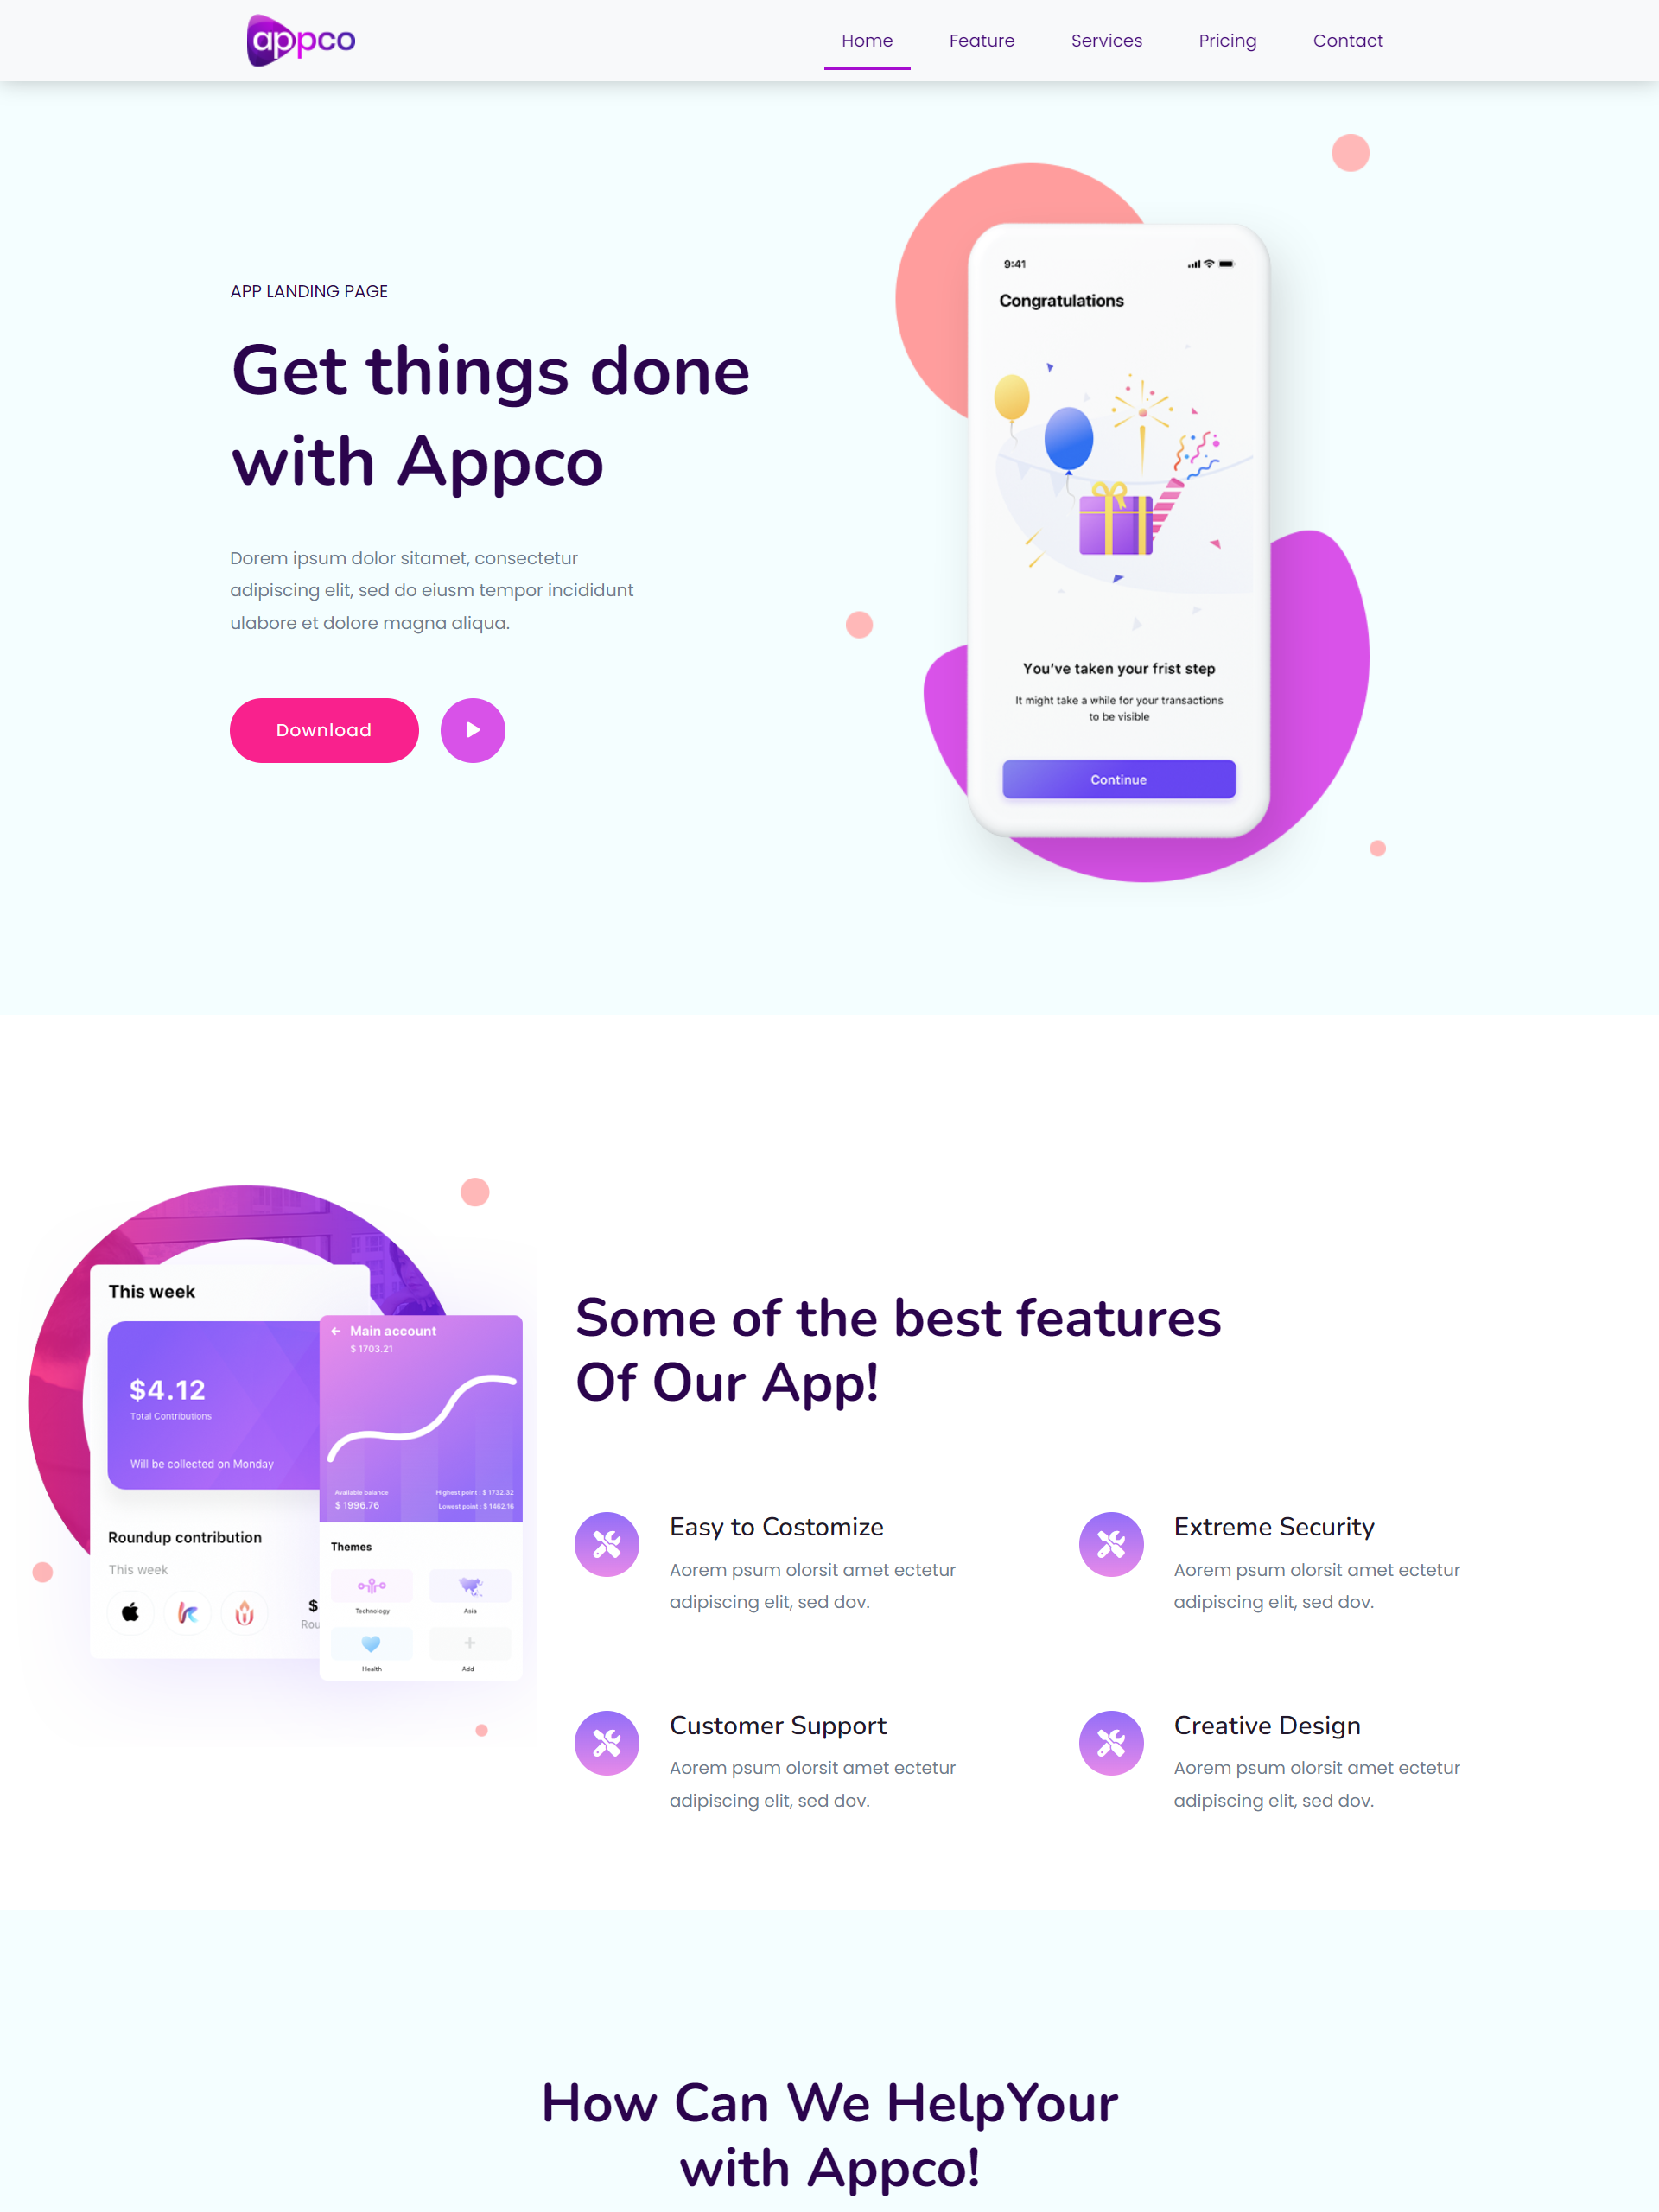 appco
Home Feature Services Pricing Contact
APP LANDING PAGE
Get things done
with Appco
Dorem ipsum dolor sitamet, consectetur
adipiscing elit, sed do eiusm tempor incididunt
ulabore et dolore magna aliqua.
Download
9:41
Congratulations
You've taken your frist step
It might take a while for your transactions
to be visible
Continue
This week
$4.12
Total Contributions
Will be collected on Monday
Roundup contribution
This week
$
Rou
Main account
$ 1703.21
Available balance
$ 1996.76
Highest point : $ 1732.32
Lowest point : $ 1462.16
Themes
Technology
Asia
Health
Add
Some of the best features
Of Our App!
Easy to Costomize
Aorem psum olorsit amet ectetur
adipiscing elit, sed dov.
Extreme Security
Aorem psum olorsit amet ectetur
adipiscing elit, sed dov.
Customer Support
Aorem psum olorsit amet ectetur
adipiscing elit, sed dov.
Creative Design
Aorem psum olorsit amet ectetur
adipiscing elit, sed dov.
How Can We HelpYour
with Appco!